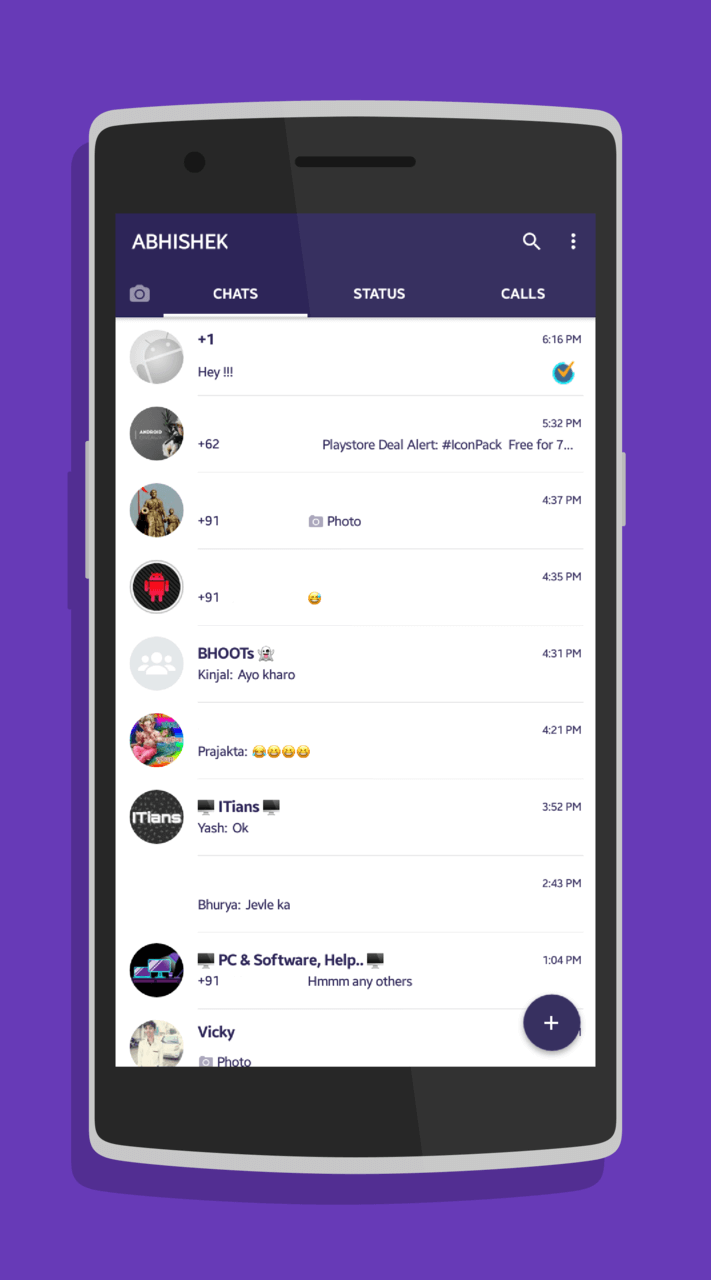 ABHISHEK
CHATS STATUS CALLS
+1 6:16 PM
Hey !!!
ANDROID
5:32 PM
+62 Playstore Deal Alert: #IconPack Free for 7...
4:37 PM
+91 Photo
4:35 PM
+91 😅
BHOOTs 👻 4:31 PM
Kinjal: Ayo kharo
4:21 PM
Prajakta: 😂😄😄😄
🖥️ ITians 🖥️ 3:52 PM
ITians
Yash: Ok
2:43 PM
Bhurya: Jevle ka
🖥️ PC & Software, Help.. 🖥️ 1:04 PM
+91 Hmmm any others
Vicky
Photo